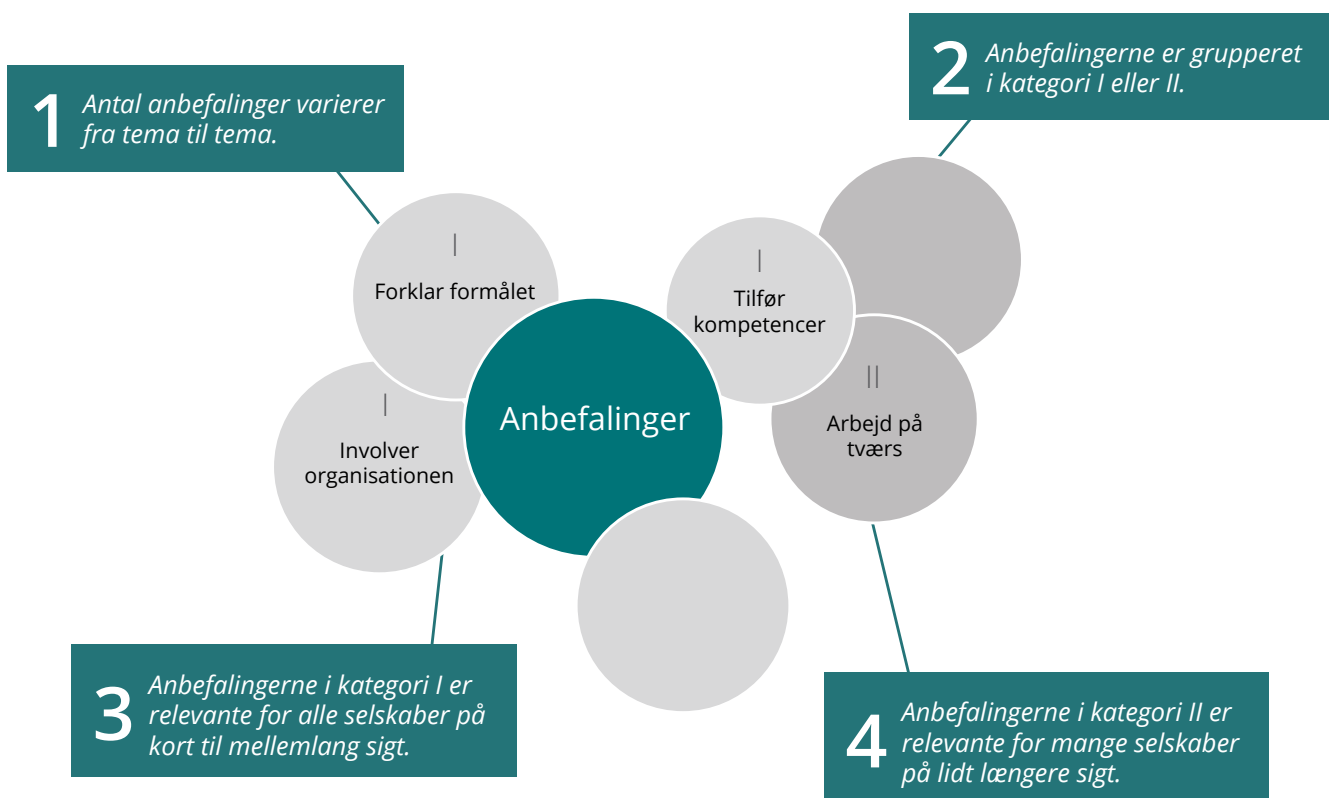 1
Antal anbefalinger varierer
fra tema til tema.
2
Anbefalingerne er grupperet
i kategori I eller II.
I
Forklar formålet
I
Tilfør
kompetencer
I
Involver
organisationen
Anbefalinger
II
Arbejd på
tværs
3
Anbefalingerne i kategori I er
relevante for alle selskaber på
kort til mellemlang sigt.
4
Anbefalingerne i kategori II er
relevante for mange selskaber
på lidt længere sigt.